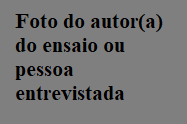 Foto do autor(a)
do ensaio ou
pessoa
entrevistada